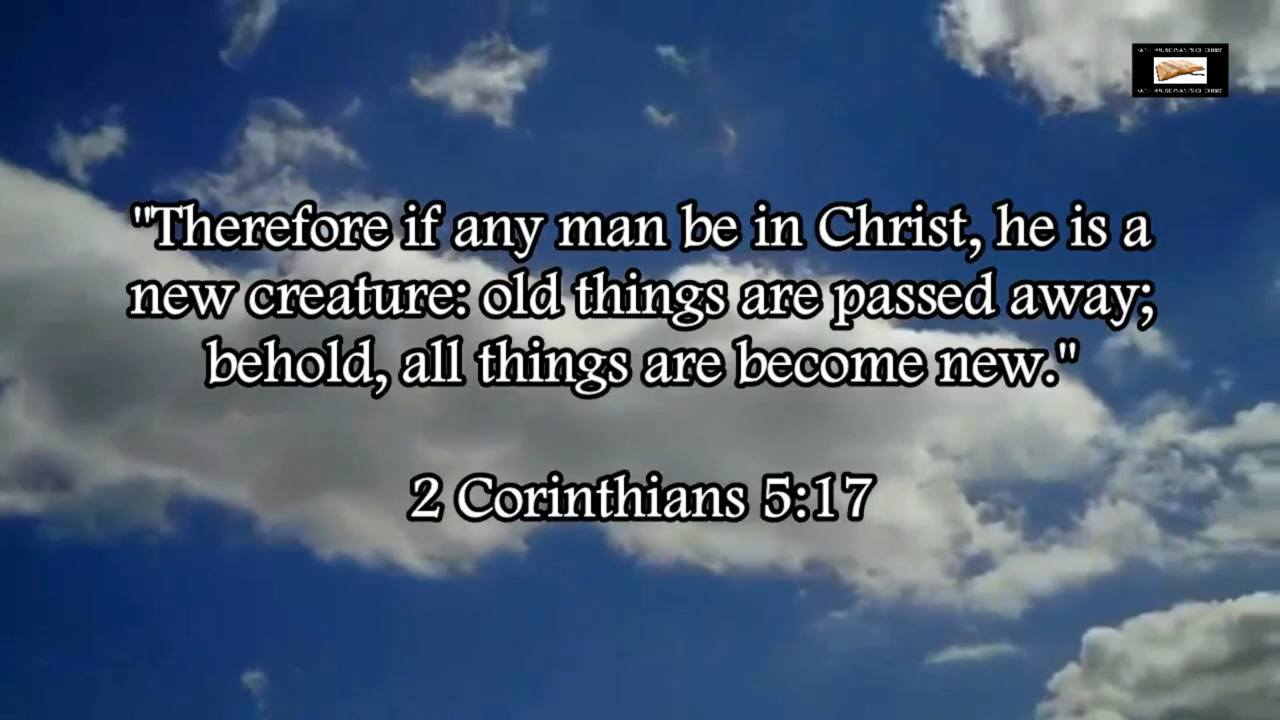 "Therefore if any man be in Christ, he is a
new creature: old things are passed away;
behold, all things are become new."
2 Corinthians 5:17